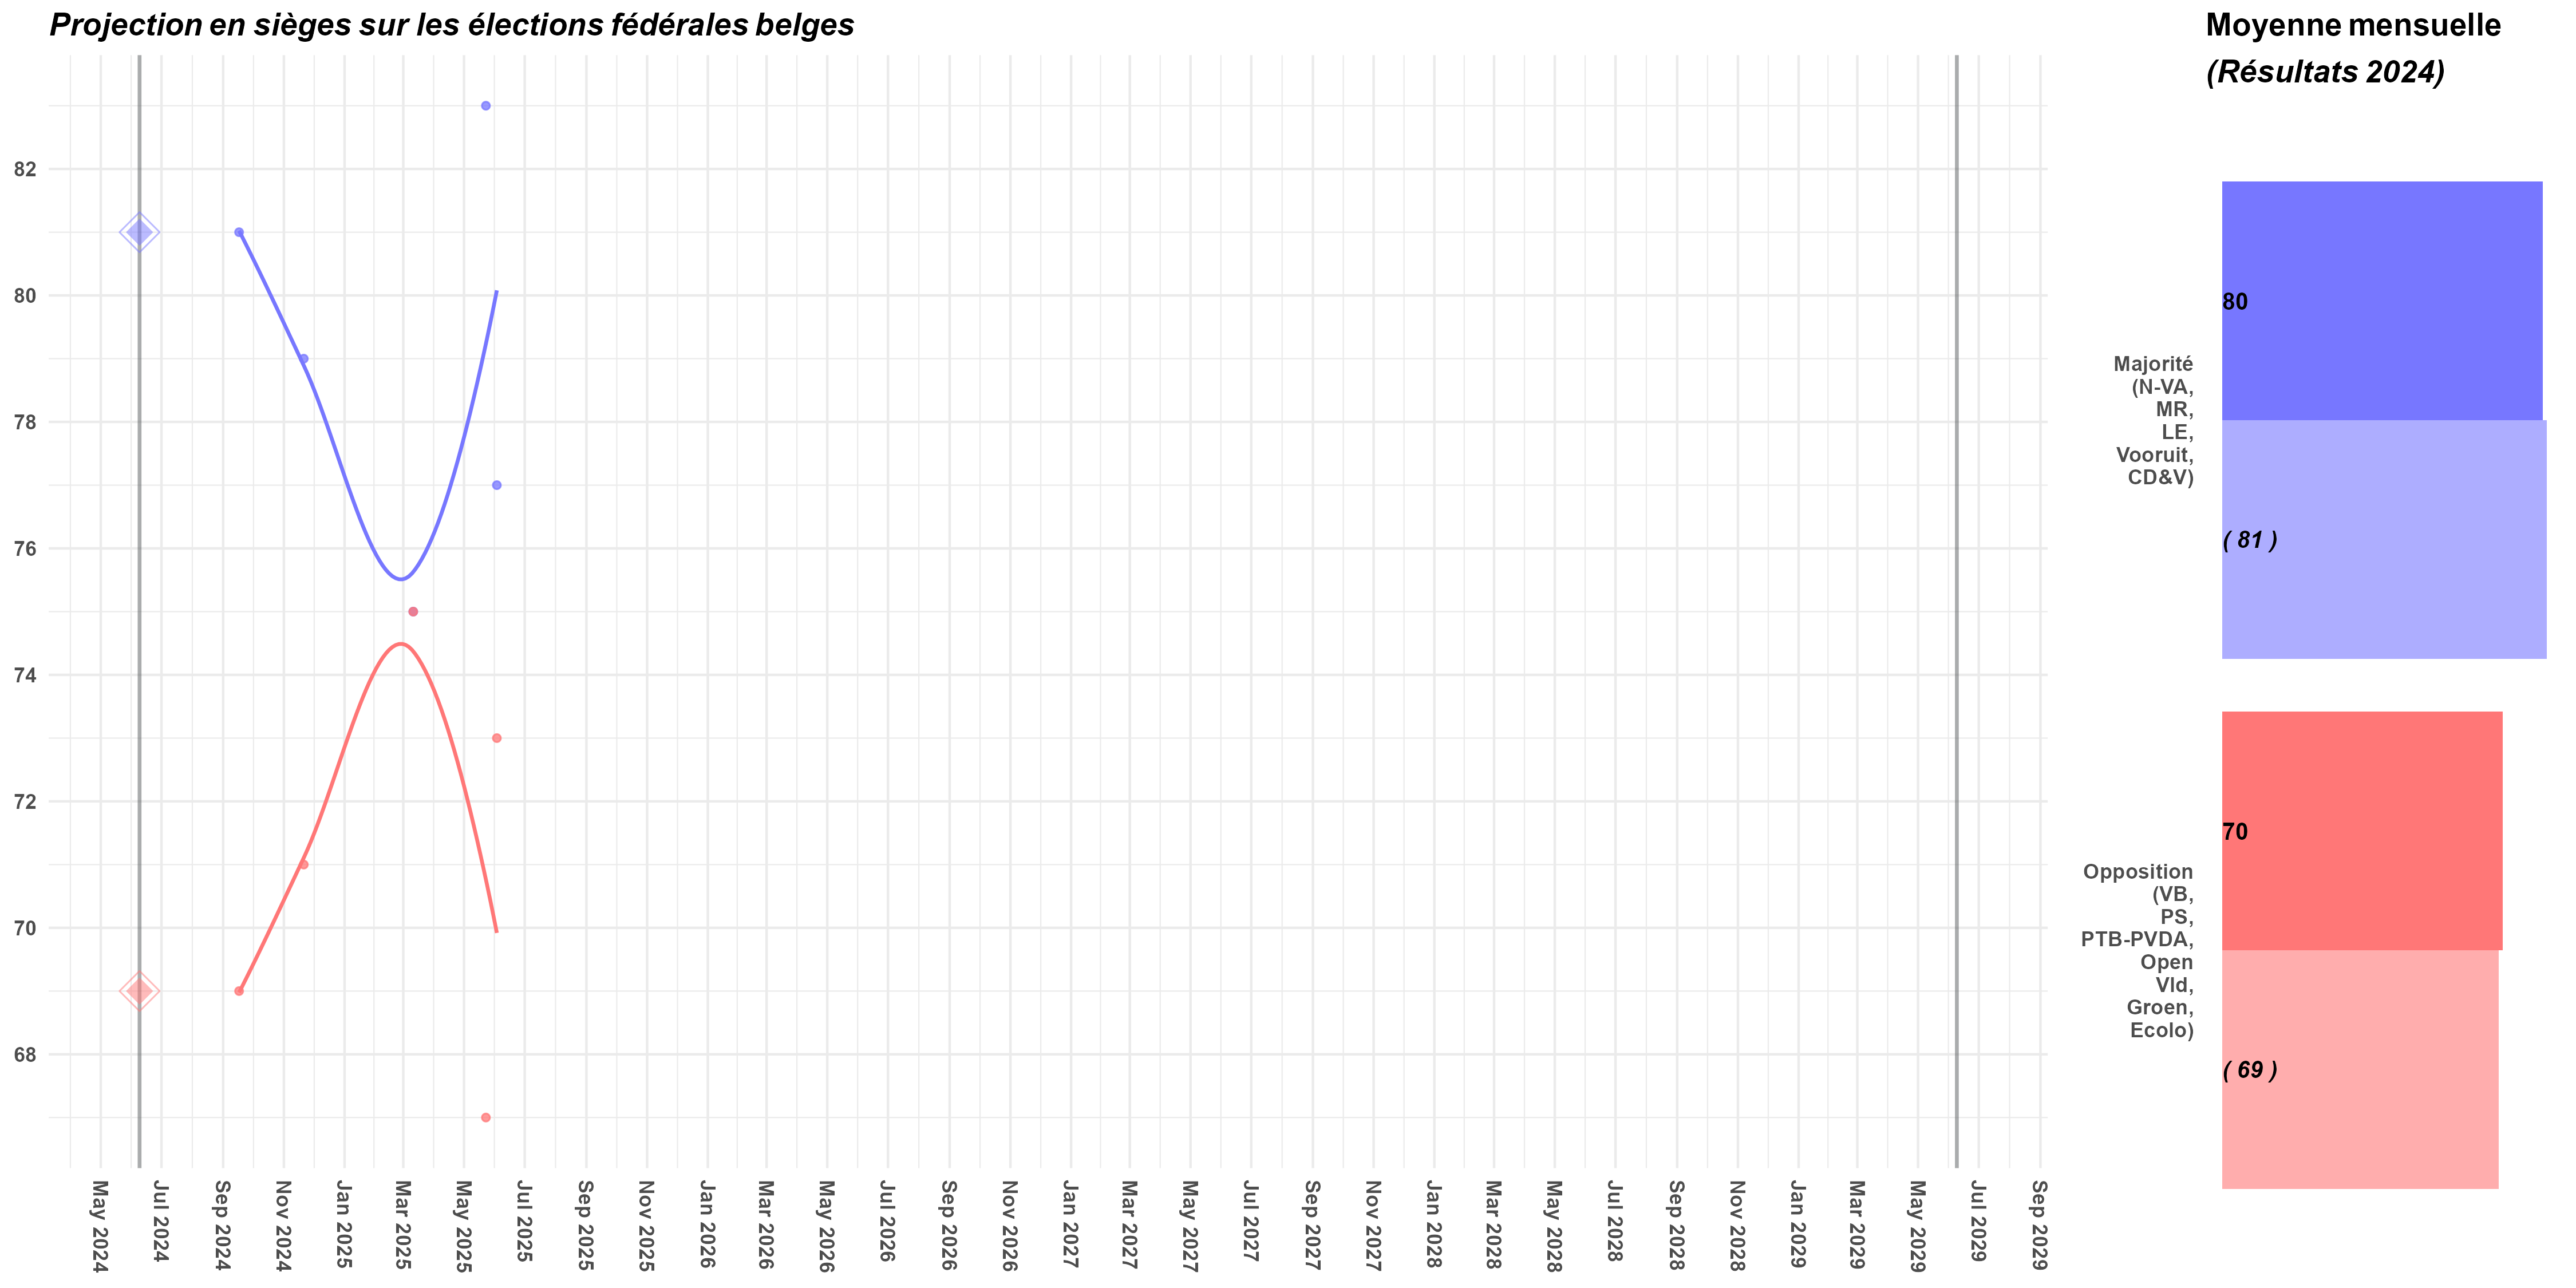 Projection en sièges sur les élections fédérales belges
Moyenne mensuelle
(Résultats 2024)
82
80
78
76
74
72
70
68
May 2024
Jul 2024
Sep 2024
Nov 2024
Jan 2025
Mar 2025
May 2025
Jul 2025
Sep 2025
Nov 2025
Jan 2026
Mar 2026
May 2026
Jul 2026
Sep 2026
Nov 2026
Jan 2027
Mar 2027
May 2027
Jul 2027
Sep 2027
Nov 2027
Jan 2028
Mar 2028
May 2028
Jul 2028
Sep 2028
Nov 2028
Jan 2029
Mar 2029
May 2029
Jul 2029
Sep 2029
Majorité
(N-VA,
MR,
LE,
Vooruit,
CD&V)
80
( 81 )
Opposition
(VB,
PS,
PTB-PVDA,
Open
Vld,
Groen,
Ecolo)
70
( 69 )